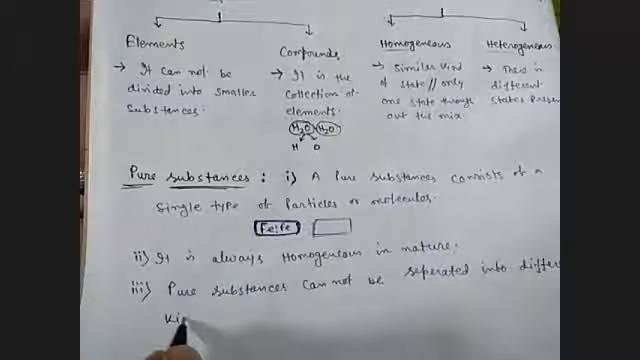 Elements
Compounds
Homogeneous
Heterogeneous
→ It can not be
divided into smaller
substances.
→ It is the
collection of
elements.
H₂O H₂O
H O
→ Similar kind
of state // only
one state through
out the mix.
→ There is
different
states present
Pure substances : i) A Pure substances consists of a
single type of Particles or molecules.
Fe Fe
ii) It is always Homogeneous in nature.
iii) Pure substances cannot be seperated into differ
Ki